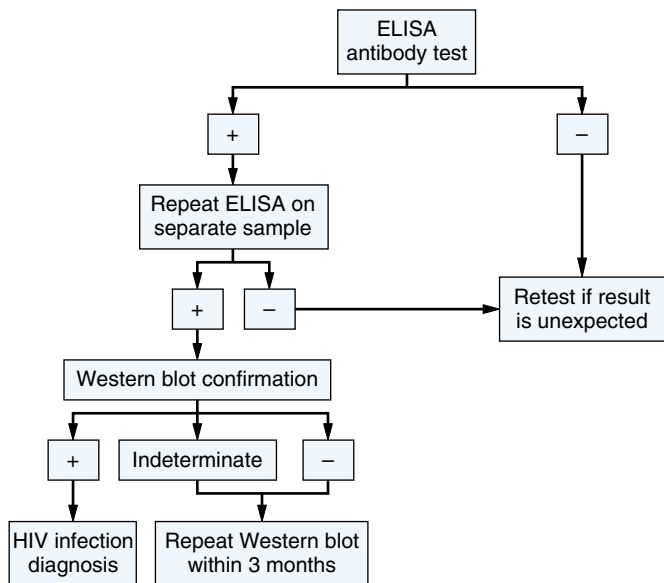 ELISA
antibody test
+
−
Repeat ELISA on
separate sample
+
−
Retest if result
is unexpected
Western blot confirmation
+
Indeterminate
−
HIV infection
diagnosis
Repeat Western blot
within 3 months